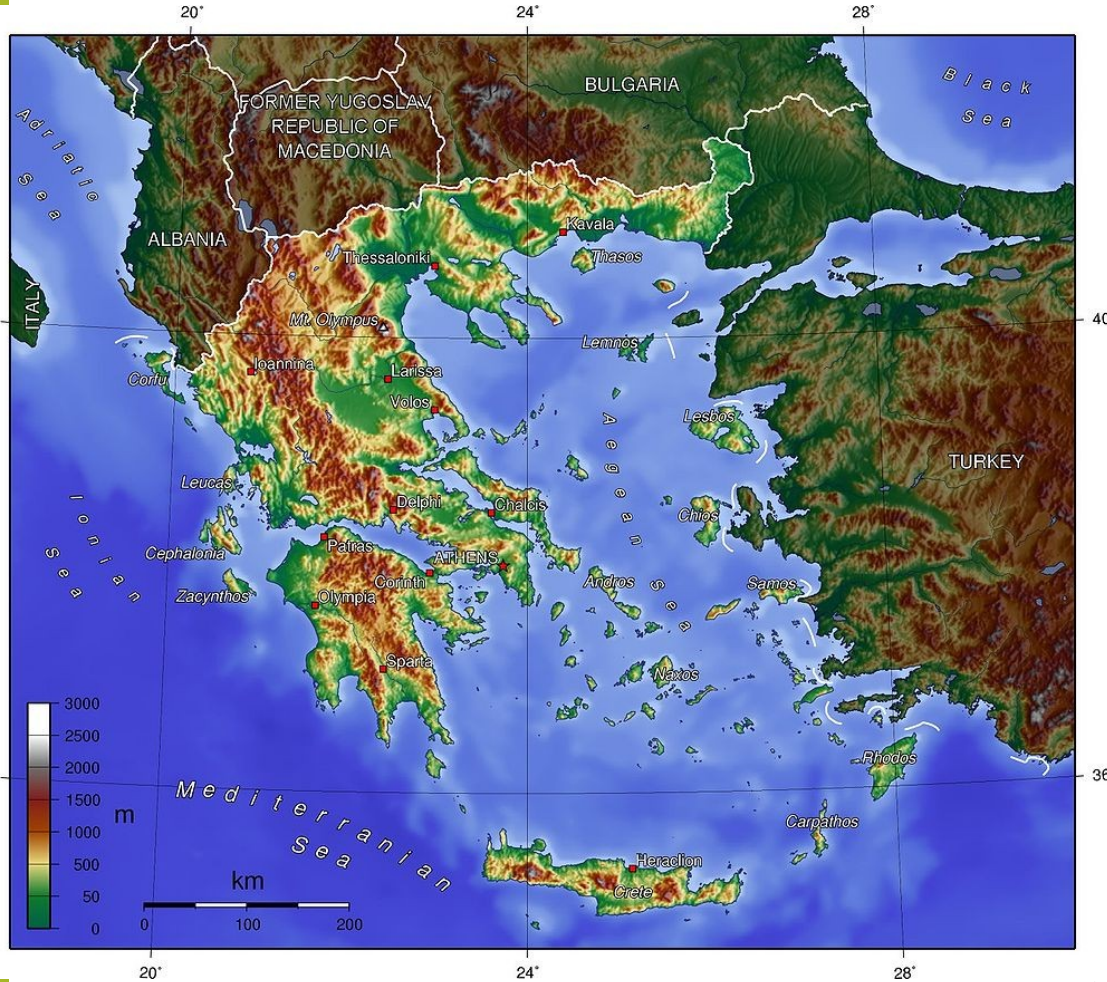 20° 24° 28°
BULGARIA
Black
Sea
FORMER YUGOSLAV
REPUBLIC OF
MACEDONIA
Adriatic
Sea
ALBANIA
Kavala
Thessaloniki
Thasos
ITALY
Mt. Olympus
40
Lemnos
Ioannina
Larissa
Corfu
Volos
Lesbos
Aegean
Sea
TURKEY
Leucas
Delphi
Chalcis
Chios
Ionian
Sea
Patras
Cephalonia
ATHENS
Corinth
Andros
Samos
Zacynthos
Olympia
Sparta
Naxos
3000
2500
2000
1500
1000
500
50
0
m
Rhodos
36
Mediterranian
Sea
Carpathos
Heraclion
Crete
km
0 100 200
20° 24° 28°